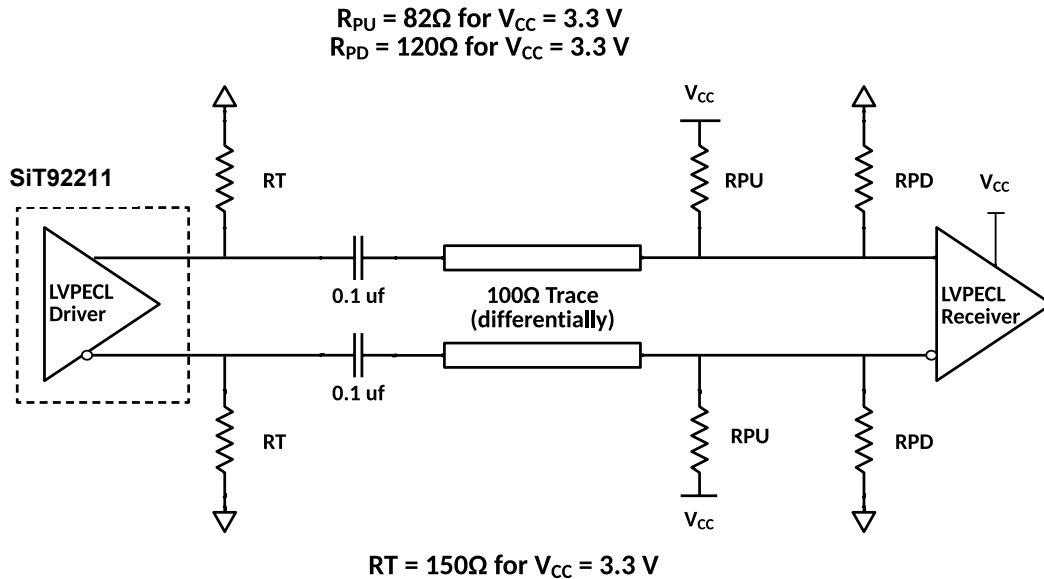 R_PU = 82Ω for V_CC = 3.3 V
R_PD = 120Ω for V_CC = 3.3 V
V_CC
SiT92211
RT
RPU
RPD
V_CC
LVPECL
Driver
0.1 uf
100Ω Trace
(differentially)
LVPECL
Receiver
0.1 uf
RT
RPU
RPD
V_CC
RT = 150Ω for V_CC = 3.3 V